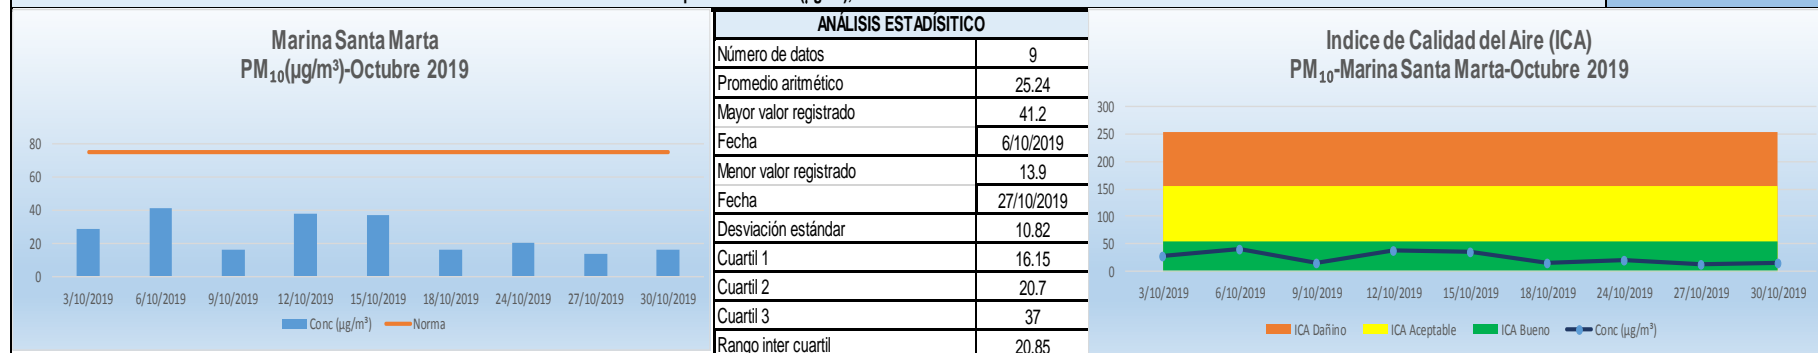 Marina Santa Marta
PM₁₀(µg/m³)-Octubre 2019
80
60
40
20
0
3/10/2019 6/10/2019 9/10/2019 12/10/2019 15/10/2019 18/10/2019 24/10/2019 27/10/2019 30/10/2019
Conc (µg/m³) Norma
ANÁLISIS ESTADÍSITICO
Número de datos 9
Promedio aritmético 25.24
Mayor valor registrado 41.2
Fecha 6/10/2019
Menor valor registrado 13.9
Fecha 27/10/2019
Desviación estándar 10.82
Cuartil 1 16.15
Cuartil 2 20.7
Cuartil 3 37
Rango inter cuartil 20.85
Indice de Calidad del Aire (ICA)
PM₁₀-Marina Santa Marta-Octubre 2019
300
250
200
150
100
50
0
3/10/2019 6/10/2019 9/10/2019 12/10/2019 15/10/2019 18/10/2019 24/10/2019 27/10/2019 30/10/2019
ICA Dañino ICA Aceptable ICA Bueno Conc (µg/m³)